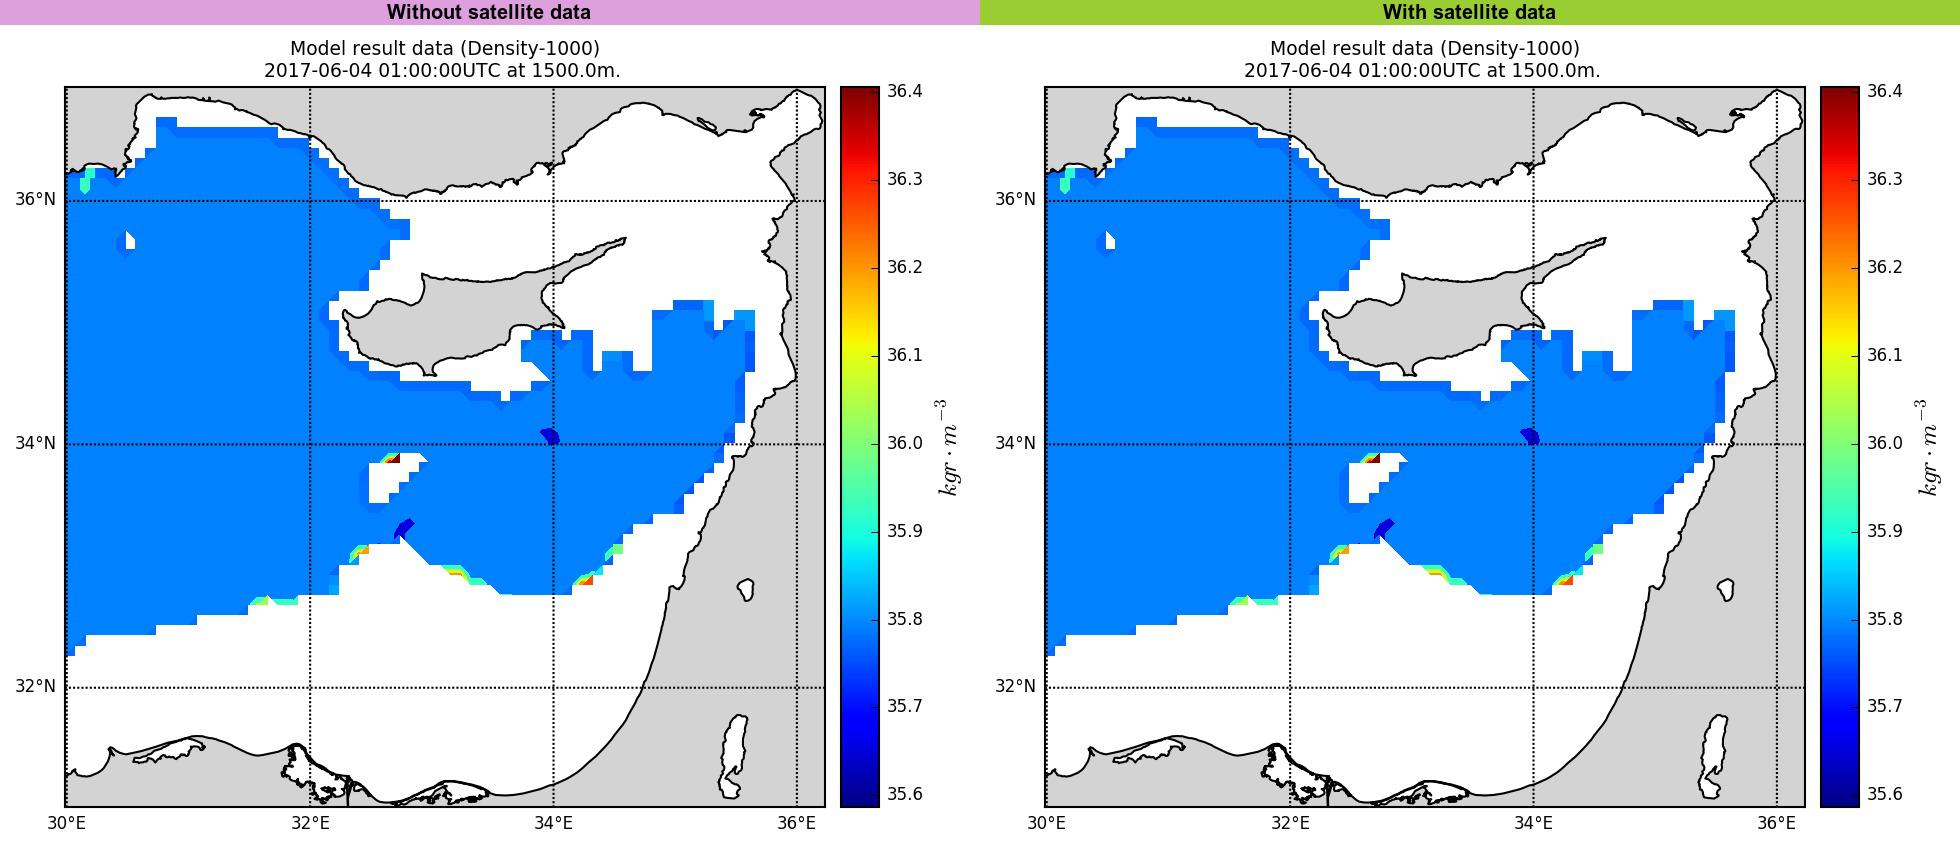 Without satellite data
With satellite data
Model result data (Density-1000)
2017-06-04 01:00:00UTC at 1500.0m.
36°N
34°N
32°N
30°E
32°E
34°E
36°E
36.4
36.3
36.2
36.1
36.0
35.9
35.8
35.7
35.6
kgr · m⁻³
Model result data (Density-1000)
2017-06-04 01:00:00UTC at 1500.0m.
36°N
34°N
32°N
30°E
32°E
34°E
36°E
36.4
36.3
36.2
36.1
36.0
35.9
35.8
35.7
35.6
kgr · m⁻³